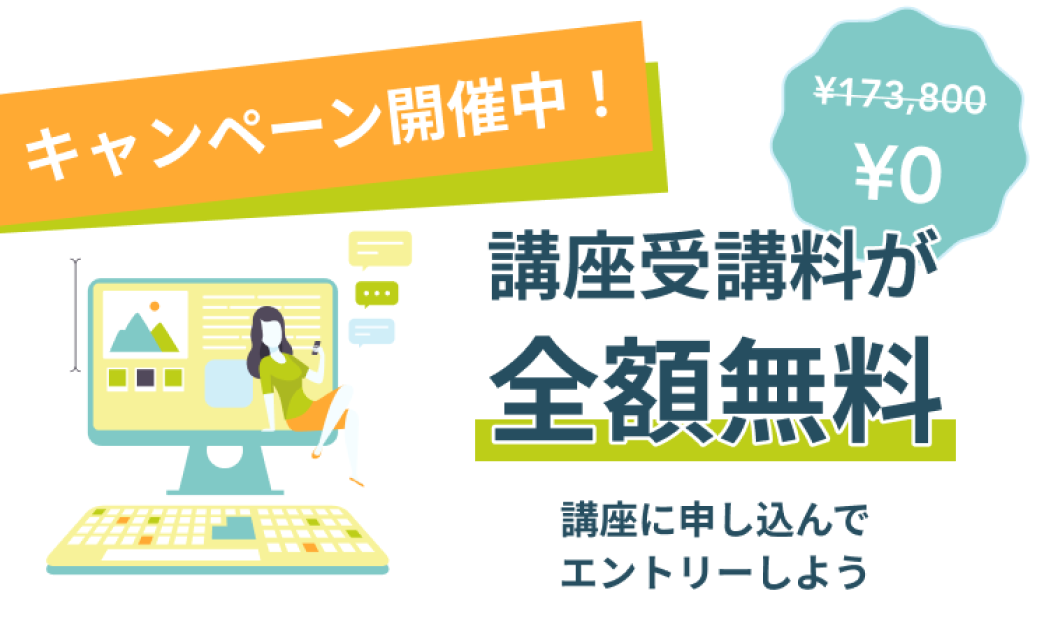 キャンペーン開催中！
¥173,800
¥0
講座受講料が
全額無料
講座に申し込んで
エントリーしよう